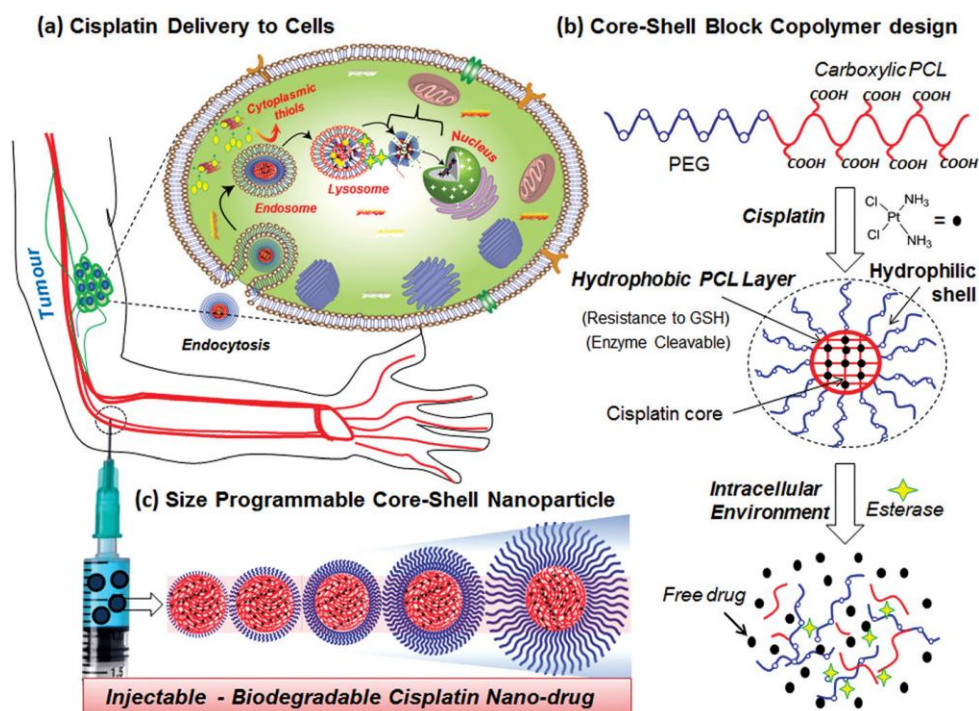 (a) Cisplatin Delivery to Cells
Cytoplasmic
thiols
Nucleus
Lysosome
Endosome
Tumour
Endocytosis
(b) Core-Shell Block Copolymer design
Carboxylic PCL
COOH COOH COOH
PEG
COOH COOH COOH COOH
Cisplatin
Cl NH3
Pt = 
Cl NH3
Hydrophobic PCL Layer
Hydrophilic
shell
(Resistance to GSH)
(Enzyme Cleavable)
Cisplatin core
Intracellular
Environment
Esterase
Free drug
(c) Size Programmable Core-Shell Nanoparticle
1.5
Injectable - Biodegradable Cisplatin Nano-drug